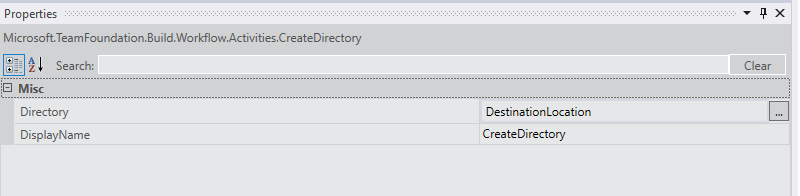 Properties
Microsoft.TeamFoundation.Build.Workflow.Activities.CreateDirectory
A Z Search: Clear
Misc
Directory DestinationLocation ...
DisplayName CreateDirectory